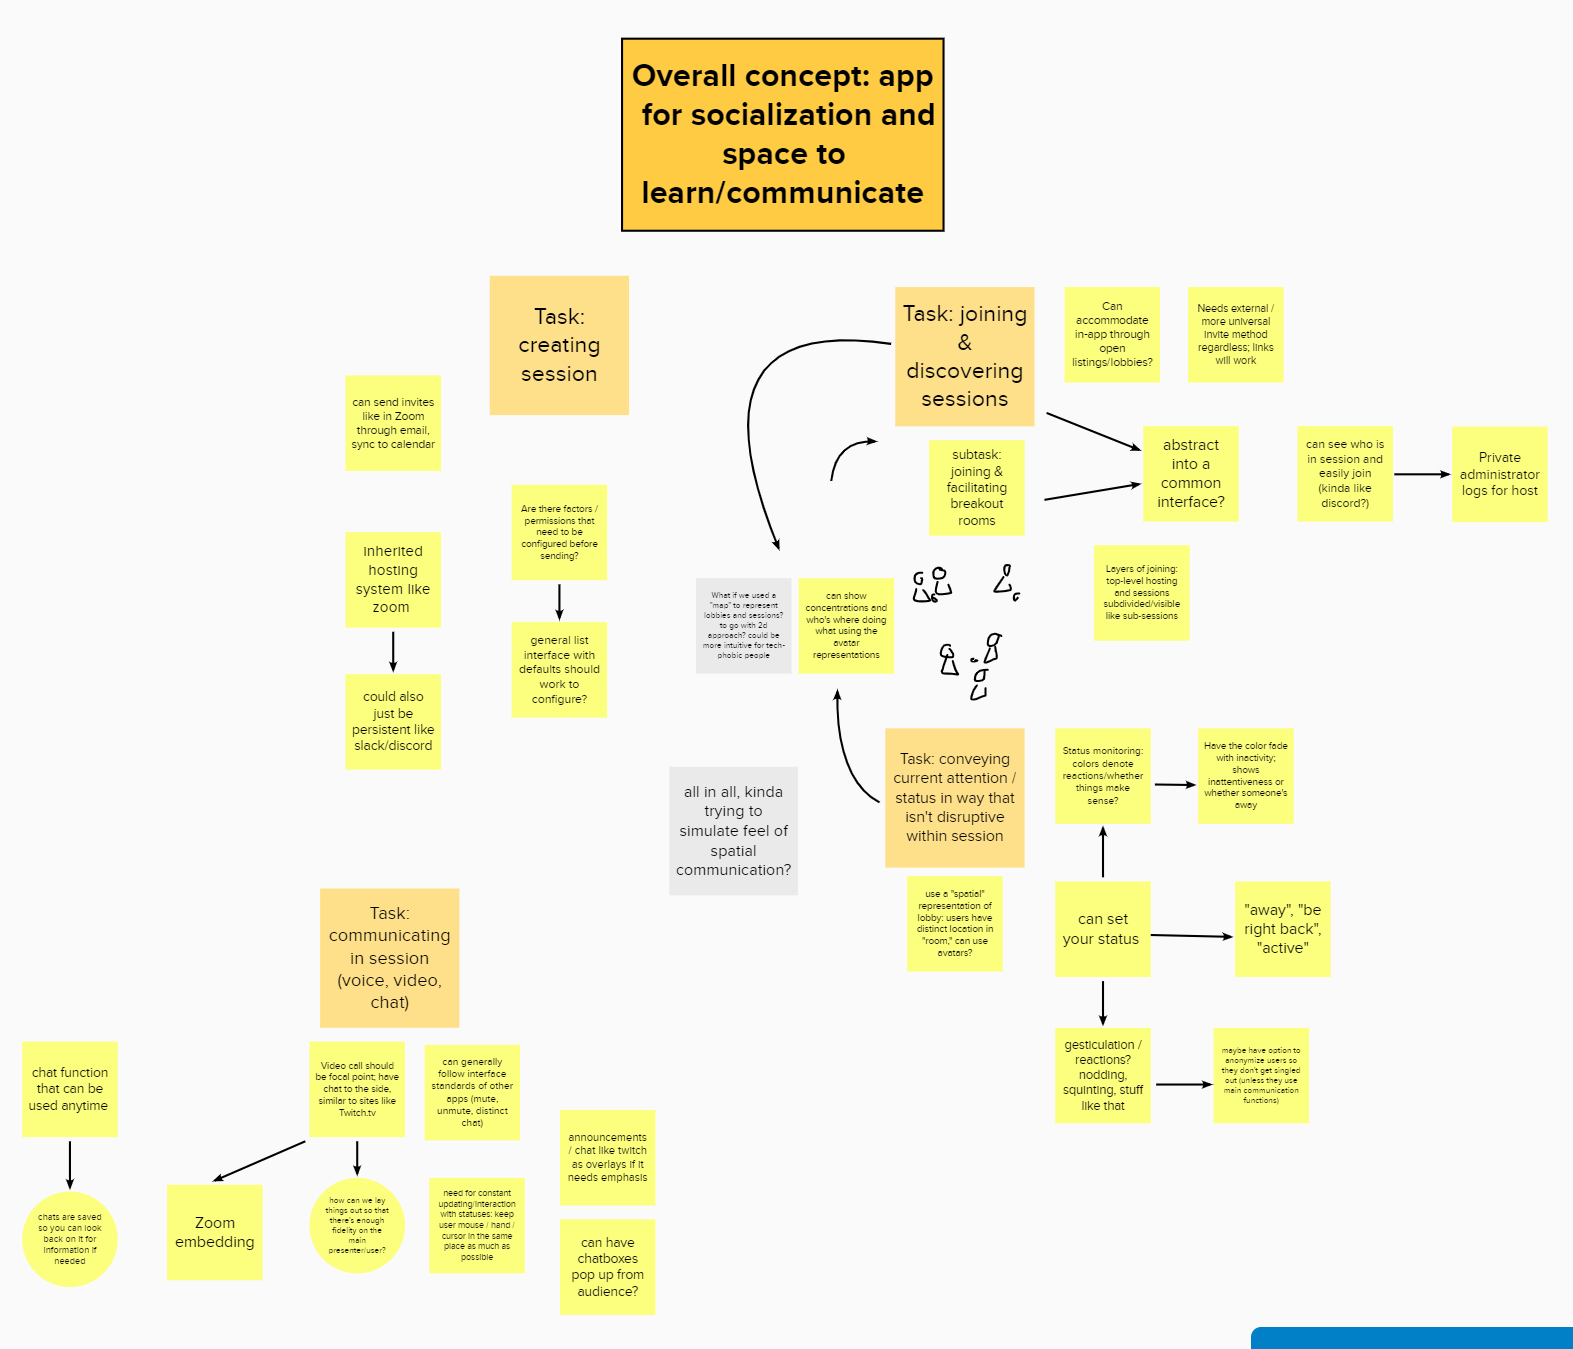 Overall concept: app
for socialization and
space to
learn/communicate
Task:
creating
session
can send invites
like in Zoom
through email,
sync to calendar
Are there factors /
permissions that
need to be
configured before
sending?
inherited
hosting
system like
zoom
general list
interface with
defaults should
work to
configure?
could also
just be
persistent like
slack/discord
Task: joining
&
discovering
sessions
Can
accommodate
in-app through
open
listings/lobbies?
Needs external /
more universal
invite method
regardless; links
will work
subtask:
joining &
facilitating
breakout
rooms
abstract
into a
common
interface?
can see who is
in session and
easily join
(kinda like
discord?)
Private
administrator
logs for host
Layers of joining:
top-level hosting
and sessions
subdivided/visible
like sub-sessions
What if we used a
"map" to represent
lobbies and sessions?
to go with 2d
approach? could be
more intuitive for tech-
phobic people
can show
concentrations and
who's where doing
what using the
avatar
representations
all in all, kinda
trying to
simulate feel of
spatial
communication?
Task: conveying
current attention /
status in way that
isn't disruptive
within session
Status monitoring:
colors denote
reactions/whether
things make
sense?
Have the color fade
with inactivity;
shows
inattentiveness or
whether someone's
away
use a "spatial"
representation of
lobby: users have
distinct location in
"room," can use
avatars?
can set
your status
"away", "be
right back",
"active"
gesticulation /
reactions?
nodding,
squinting, stuff
like that
maybe have option to
anonymize users so
they don't get singled
out (unless they use
main communication
functions)
Task:
communicating
in session
(voice, video,
chat)
chat function
that can be
used anytime
Video call should
be focal point; have
chat to the side,
similar to sites like
Twitch.tv
can generally
follow interface
standards of other
apps (mute,
unmute, distinct
chat)
announcements
/ chat like twitch
as overlays if it
needs emphasis
chats are saved
so you can look
back on it for
information if
needed
Zoom
embedding
how can we lay
things out so that
there's enough
fidelity on the
main
presenter/user?
need for constant
updating/interaction
with statuses: keep
user mouse / hand /
cursor in the same
place as much as
possible
can have
chatboxes
pop up from
audience?